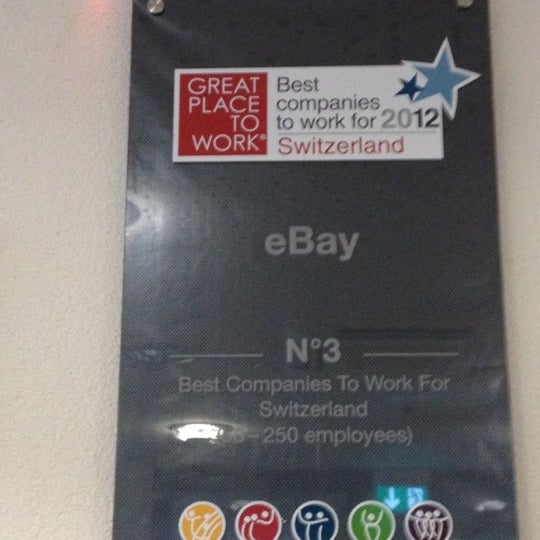 GREAT
PLACE
TO
WORK®
Best
companies
to work for 2012
Switzerland
eBay
N°3
Best Companies To Work For
Switzerland
– 250 employees)